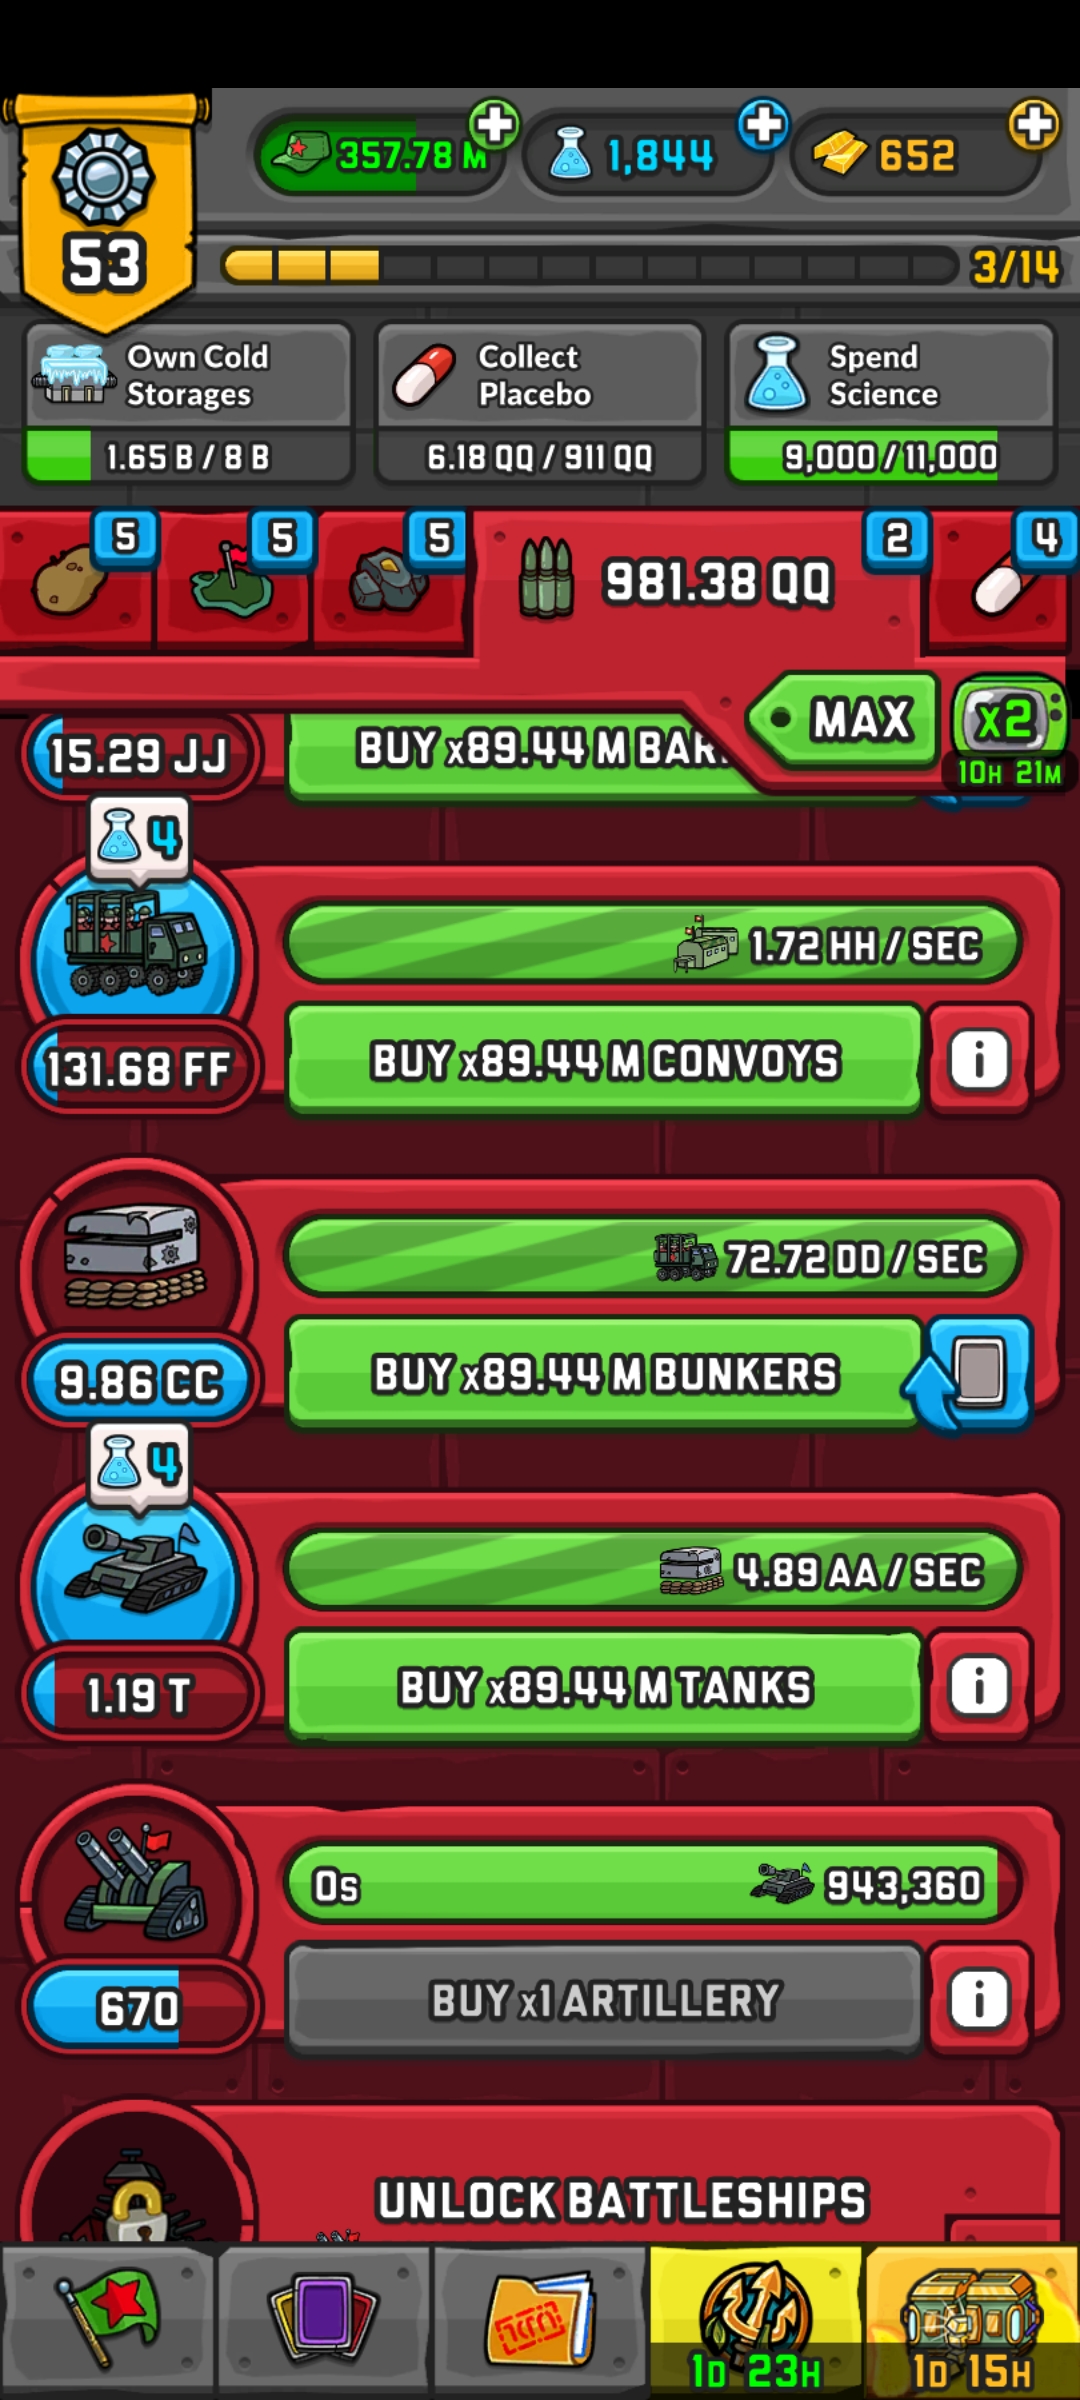 357.78 M
1,844
652
53
3/14
Own Cold
Storages
Collect
Placebo
Spend
Science
1.65 B / 8 B
6.18 QQ / 911 QQ
9,000 / 11,000
5
5
5
981.38 QQ
2
4
MAX
x2
10H 21M
15.29 JJ
BUY x89.44 M BAR
4
1.72 HH / SEC
131.68 FF
BUY x89.44 M CONVOYS
i
72.72 DD / SEC
9.86 CC
BUY x89.44 M BUNKERS
4
4.89 AA / SEC
1.19 T
BUY x89.44 M TANKS
i
0s
943,360
670
BUY x1 ARTILLERY
i
UNLOCK BATTLESHIPS
1D 23H
1D 15H